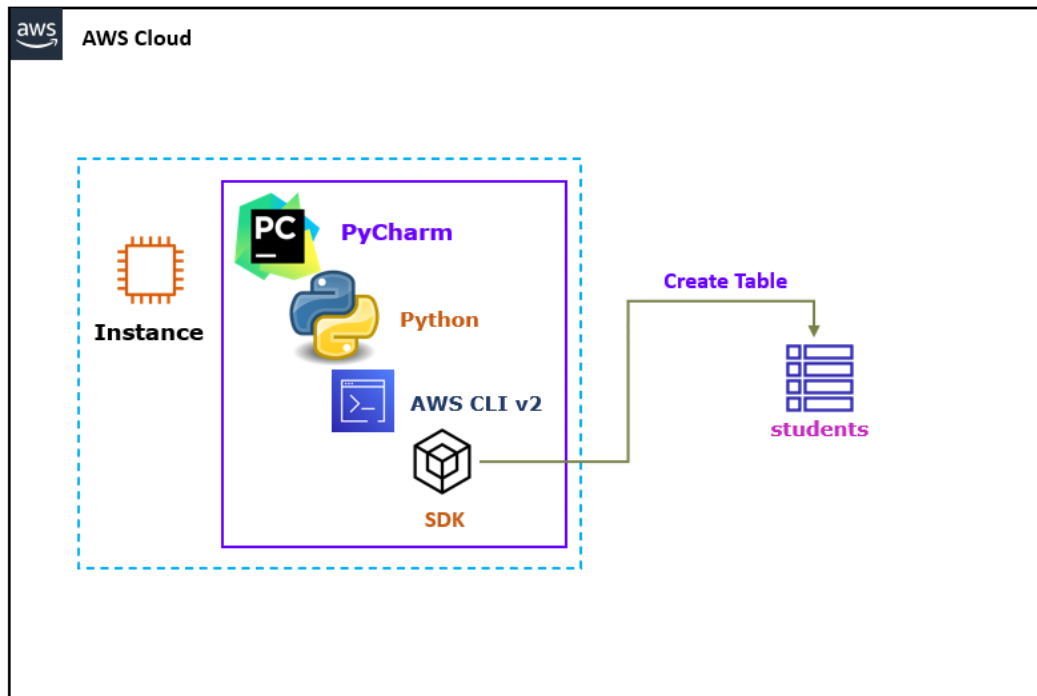 aws
AWS Cloud
PC
PyCharm
Instance
Python
AWS CLI v2
SDK
Create Table
students